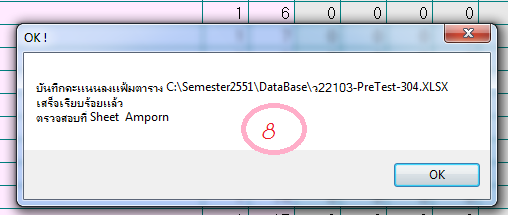 1 6 0 0 0 0
OK !
บันทึกคะแนนลงแฟ้มตาราง C:\Semester2551\DataBase\ว22103-PreTest-304.XLSX
เสร็จเรียบร้อยแล้ว
ตรวจสอบที่ Sheet Amporn
8
OK